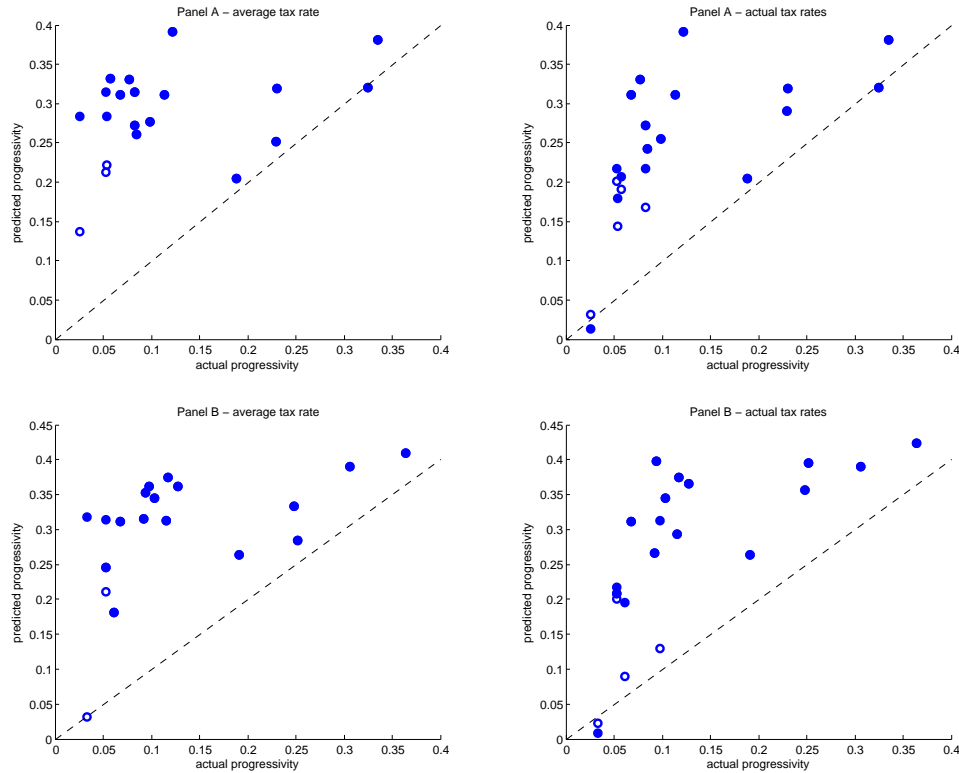 Panel A – average tax rate
0.4
0.35
0.3
0.25
0.2
0.15
0.1
0.05
0
predicted progressivity
0 0.05 0.1 0.15 0.2 0.25 0.3 0.35 0.4
actual progressivity
Panel A – actual tax rates
0.4
0.35
0.3
0.25
0.2
0.15
0.1
0.05
0
predicted progressivity
0 0.05 0.1 0.15 0.2 0.25 0.3 0.35 0.4
actual progressivity
Panel B – average tax rate
0.45
0.4
0.35
0.3
0.25
0.2
0.15
0.1
0.05
0
predicted progressivity
0 0.05 0.1 0.15 0.2 0.25 0.3 0.35 0.4
actual progressivity
Panel B – actual tax rates
0.45
0.4
0.35
0.3
0.25
0.2
0.15
0.1
0.05
0
predicted progressivity
0 0.05 0.1 0.15 0.2 0.25 0.3 0.35 0.4
actual progressivity